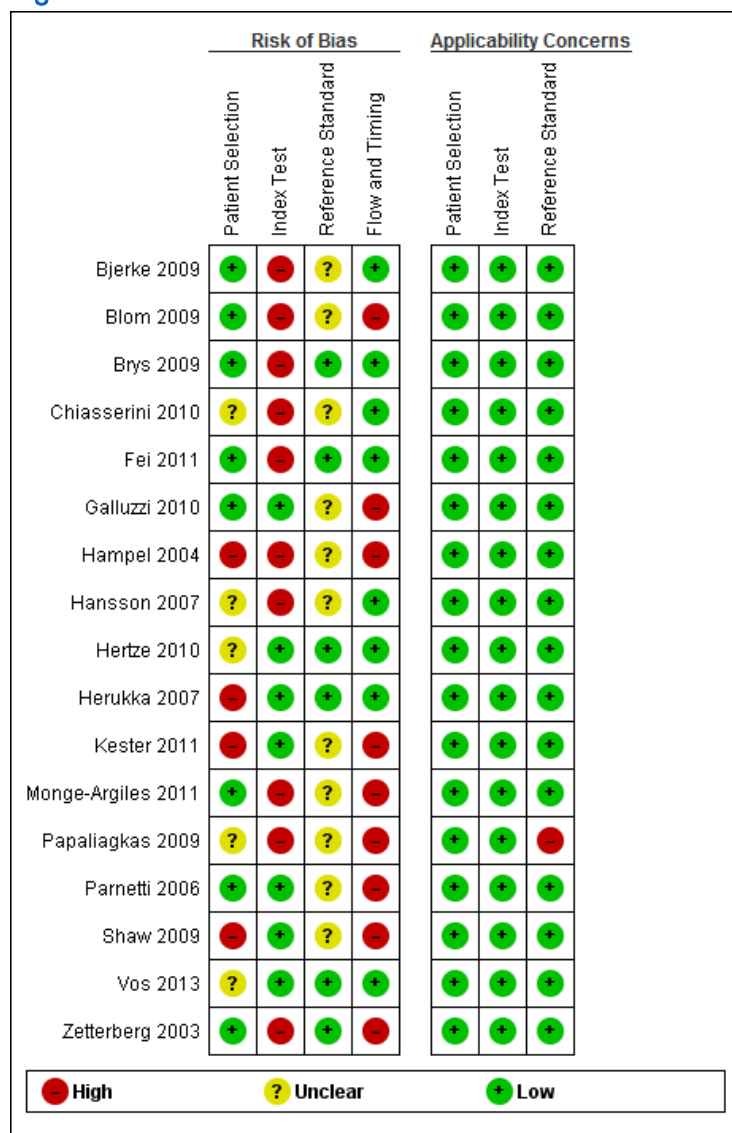 Risk of Bias Applicability Concerns
Patient Selection
Index Test
Reference Standard
Flow and Timing
Patient Selection
Index Test
Reference Standard
Bjerke 2009 + - ? + + + +
Blom 2009 + - ? - + + +
Brys 2009 + - + + + + +
Chiasserini 2010 ? - ? + + + +
Fei 2011 + - + + + + +
Galluzzi 2010 + + ? - + + +
Hampel 2004 - - ? - + + +
Hansson 2007 ? - ? + + + +
Hertze 2010 ? + + + + + +
Herukka 2007 - + + + + + +
Kester 2011 - + ? - + + +
Monge-Argiles 2011 + - ? - + + +
Papaliagkas 2009 ? - ? - + + -
Parnetti 2006 + + ? - + + +
Shaw 2009 - + ? - + + +
Vos 2013 ? + + + + + +
Zetterberg 2003 + - + - + + +
- High ? Unclear + Low